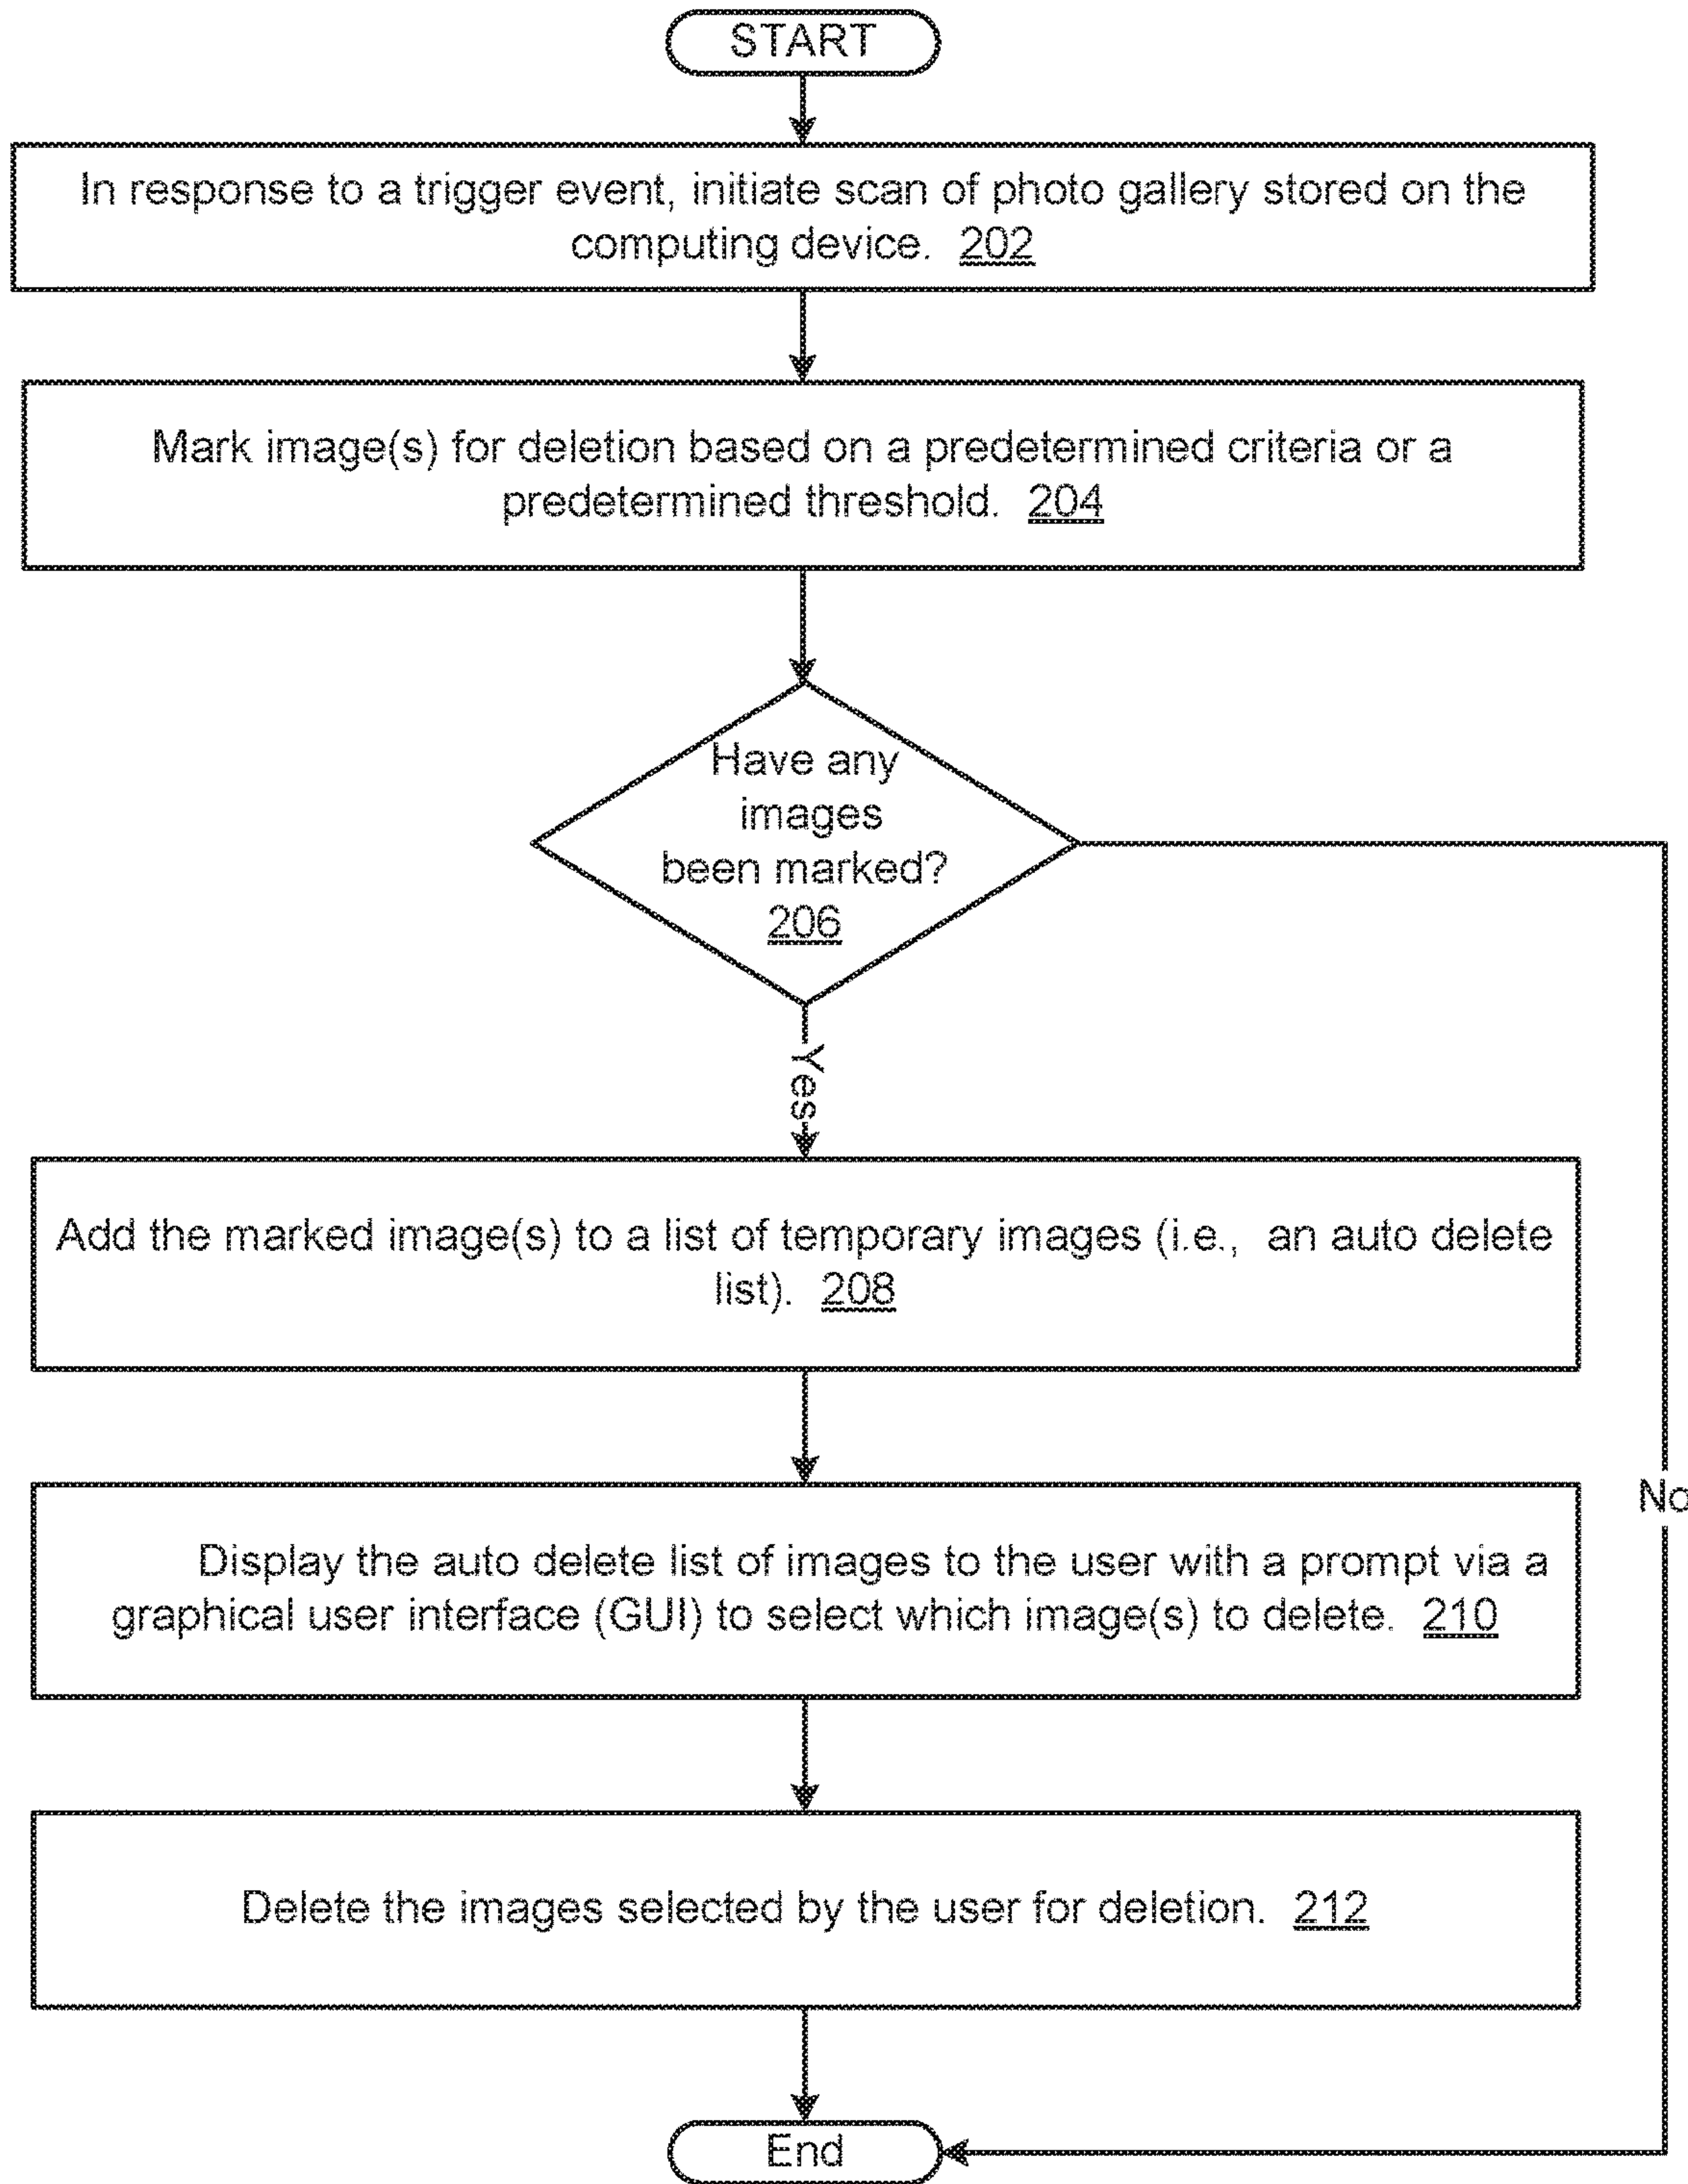 START
In response to a trigger event, initiate scan of photo gallery stored on the
computing device. 202
Mark image(s) for deletion based on a predetermined criteria or a
predetermined threshold. 204
Have any
images
been marked?
206
Yes
Add the marked image(s) to a list of temporary images (i.e., an auto delete
list). 208
No
Display the auto delete list of images to the user with a prompt via a
graphical user interface (GUI) to select which image(s) to delete. 210
Delete the images selected by the user for deletion. 212
End